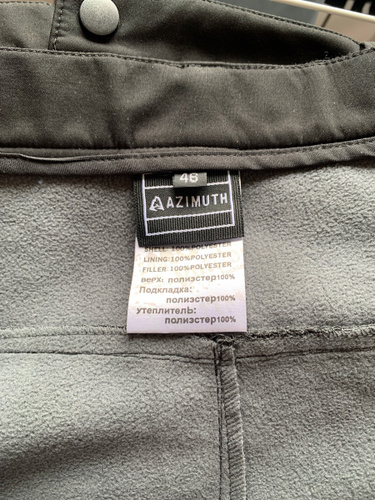 46
AZIMUTH
SHELL: 100%POLYESTER
LINING:100%POLYESTER
FILLER:100%POLYESTER
верх: полиэстер100%
Подкладка:
полиэстер100%
утеплителЬ:
полиэстер100%